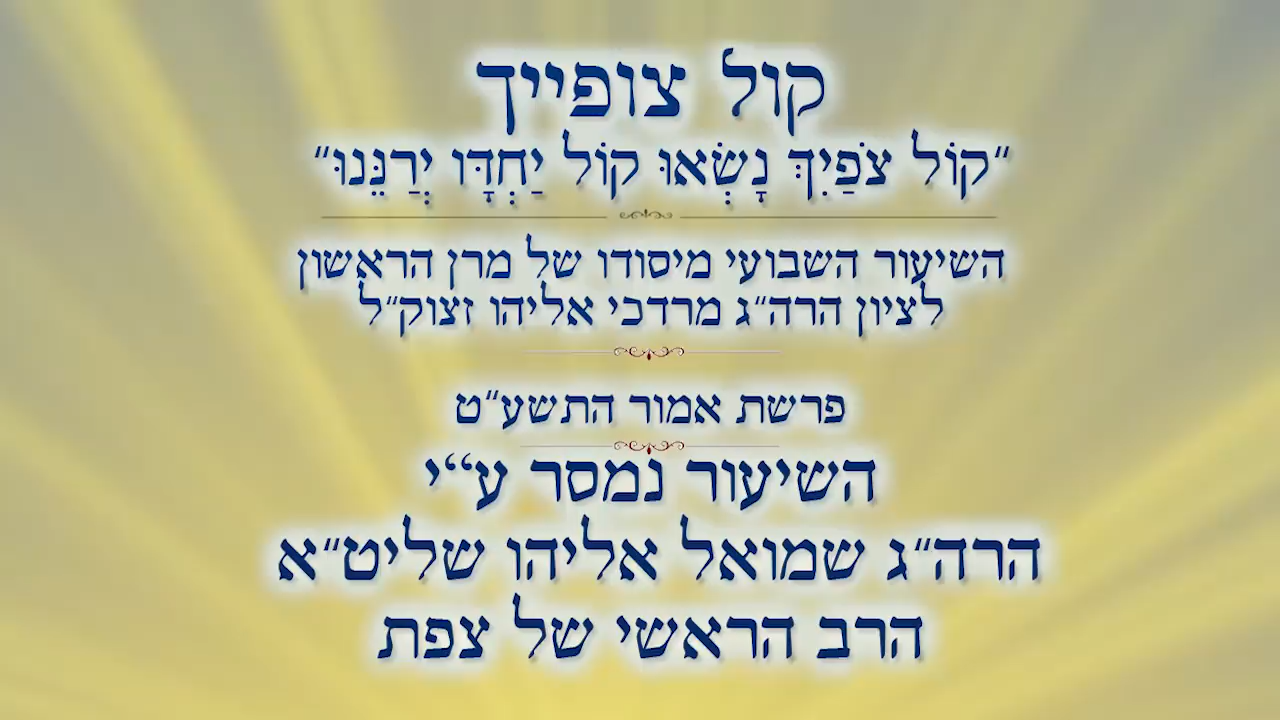 קול צופייך
"קוֹל צֹפַיִךְ נָשְׂאוּ קוֹל יַחְדָּו יְרַנֵּנוּ"
השיעור השבועי מיסודו של מרן הראשון
לציון הרה"ג מרדכי אליהו זצוק"ל
פרשת אמור התשע"ט
השיעור נמסר ע"י
הרה"ג שמואל אליהו שליט"א
הרב הראשי של צפת